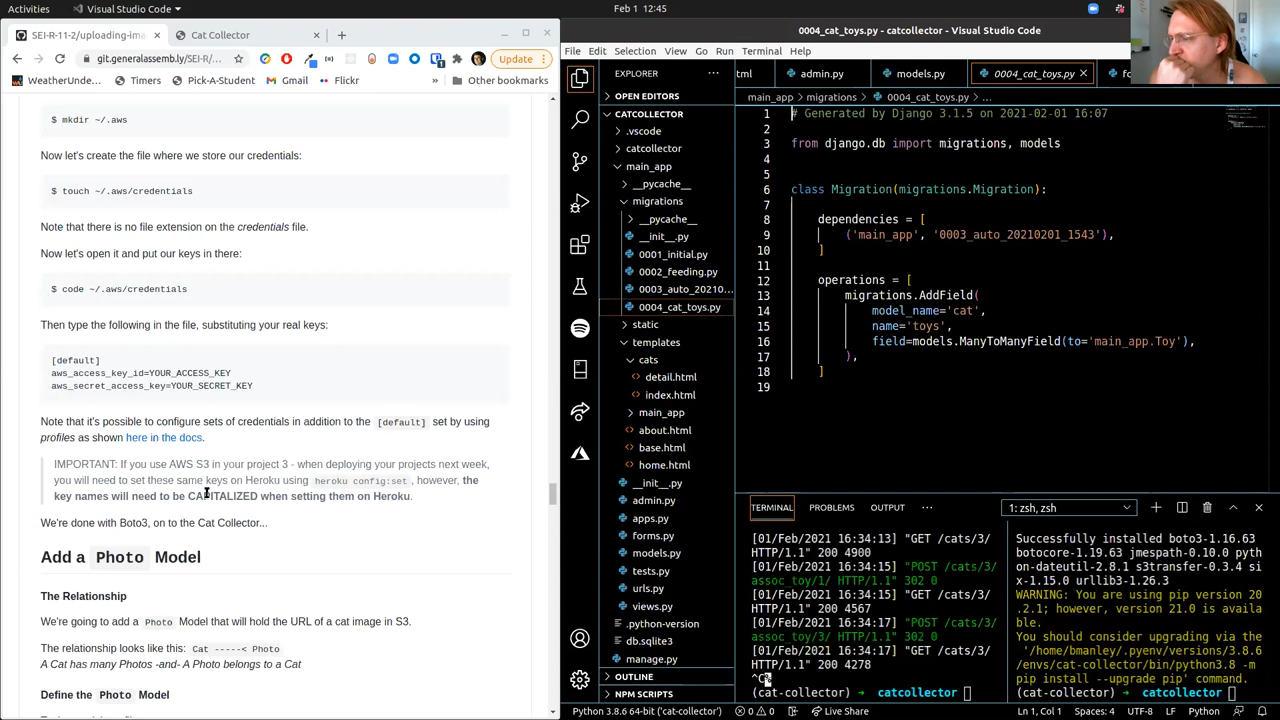 Activities
Visual Studio Code
Feb 1 12:45
SEI-R-11-2/uploading-ima
Cat Collector
git.generalassemb.ly/SEI-R/...
Update
WeatherUnde...
Timers
Pick-A-Student
Gmail
Flickr
Other bookmarks
$ mkdir ~/.aws
Now let's create the file where we store our credentials:
$ touch ~/.aws/credentials
Note that there is no file extension on the credentials file.
Now let's open it and put our keys in there:
$ code ~/.aws/credentials
Then type the following in the file, substituting your real keys:
[default]
aws_access_key_id=YOUR_ACCESS_KEY
aws_secret_access_key=YOUR_SECRET_KEY
Note that it's possible to configure sets of credentials in addition to the [default] set by using
profiles as shown here in the docs.
IMPORTANT: If you use AWS S3 in your project 3 - when deploying your projects next week,
you will need to set these same keys on Heroku using heroku config:set, however, the
key names will need to be CAPITALIZED when setting them on Heroku.
We're done with Boto3, on to the Cat Collector...
Add a Photo Model
The Relationship
We're going to add a Photo Model that will hold the URL of a cat image in S3.
The relationship looks like this: Cat -----< Photo
A Cat has many Photos -and- A Photo belongs to a Cat
Define the Photo Model
0004_cat_toys.py - catcollector - Visual Studio Code
File Edit Selection View Go Run Terminal Help
EXPLORER
OPEN EDITORS
CATCOLLECTOR
.vscode
catcollector
main_app
__pycache__
migrations
__pycache__
__init__.py
0001_initial.py
0002_feeding.py
0003_auto_20210...
0004_cat_toys.py
static
templates
cats
detail.html
index.html
main_app
about.html
base.html
home.html
__init__.py
admin.py
apps.py
forms.py
models.py
tests.py
urls.py
views.py
.python-version
db.sqlite3
manage.py
OUTLINE
NPM SCRIPTS
tml
admin.py
models.py
0004_cat_toys.py
fo
main_app > migrations > 0004_cat_toys.py > ...
1 # Generated by Django 3.1.5 on 2021-02-01 16:07
2
3 from django.db import migrations, models
4
5
6 class Migration(migrations.Migration):
7
8 dependencies = [
9 ('main_app', '0003_auto_20210201_1543'),
10 ]
11
12 operations = [
13 migrations.AddField(
14 model_name='cat',
15 name='toys',
16 field=models.ManyToManyField(to='main_app.Toy'),
17 ),
18 ]
19
TERMINAL PROBLEMS OUTPUT
1: zsh, zsh
[01/Feb/2021 16:34:13] "GET /cats/3/
HTTP/1.1" 200 4900
[01/Feb/2021 16:34:15] "POST /cats/3/
assoc_toy/1/ HTTP/1.1" 302 0
[01/Feb/2021 16:34:15] "GET /cats/3/
HTTP/1.1" 200 4567
[01/Feb/2021 16:34:17] "POST /cats/3/
assoc_toy/3/ HTTP/1.1" 302 0
[01/Feb/2021 16:34:17] "GET /cats/3/
HTTP/1.1" 200 4278
(cat-collector) → catcollector
Successfully installed boto3-1.16.63
botocore-1.19.63 jmespath-0.10.0 pyth
on-dateutil-2.8.1 s3transfer-0.3.4 si
x-1.15.0 urllib3-1.26.3
WARNING: You are using pip version 20
.2.1; however, version 21.0 is availa
ble.
You should consider upgrading via the
'/home/bmanley/.pyenv/versions/3.8.6
/envs/cat-collector/bin/python3.8 -m
pip install --upgrade pip' command.
(cat-collector) → catcollector
Python 3.8.6 64-bit ('cat-collector')
0 0
Live Share
Ln 1, Col 1
Spaces: 4
UTF-8
LF
Python